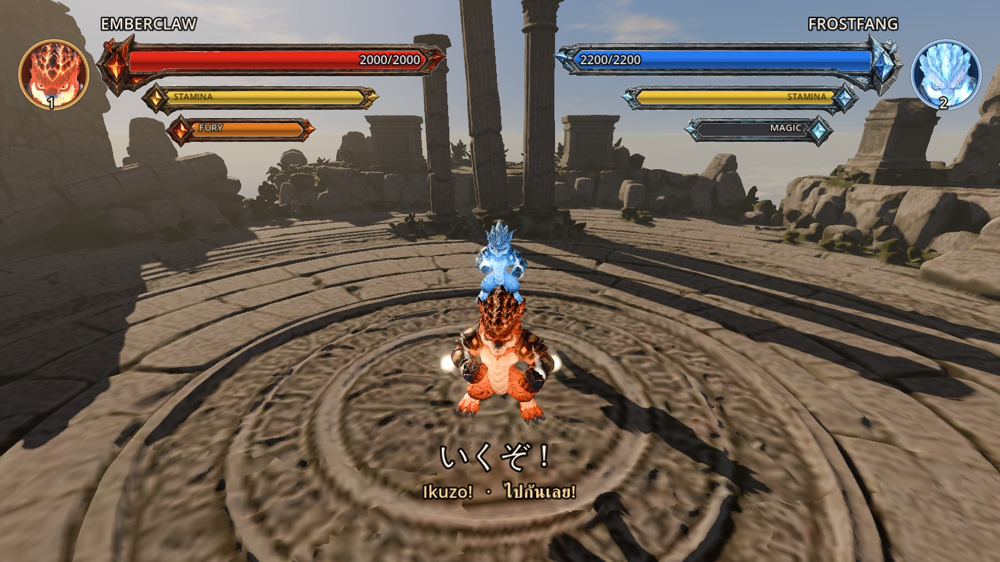 EMBERCLAW
2000/2000
STAMINA
FURY
1
FROSTFANG
2200/2200
STAMINA
MAGIC
2
いくぞ！
Ikuzo! · ไปกันเลย!